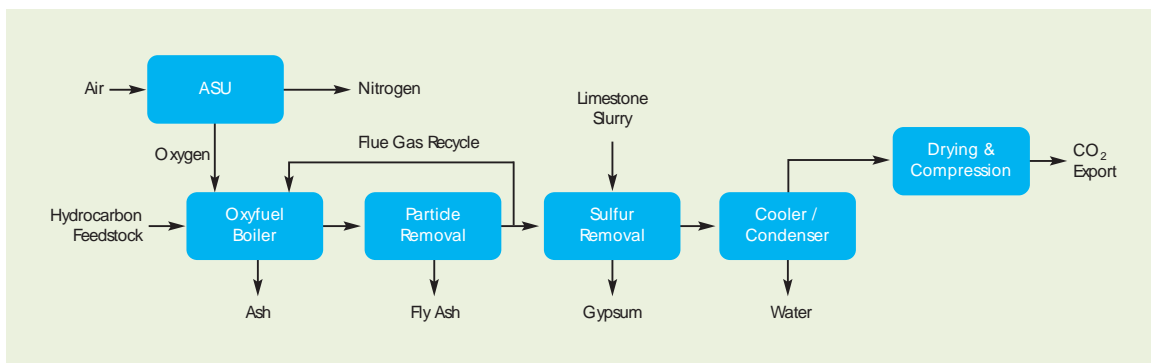 Air
ASU
Nitrogen
Limestone
Slurry
Oxygen
Flue Gas Recycle
Drying &
Compression
CO₂
Export
Hydrocarbon
Feedstock
Oxyfuel
Boiler
Particle
Removal
Sulfur
Removal
Cooler /
Condenser
Ash
Fly Ash
Gypsum
Water